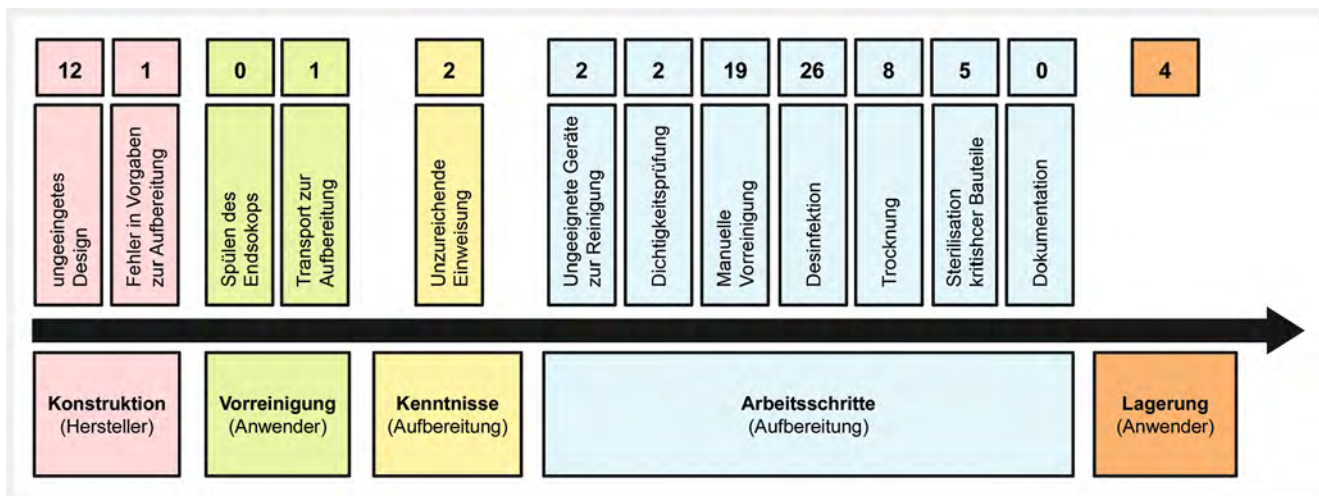 12
1
0
1
2
2
2
19
26
8
5
0
4
ungeeingetes
Design
Fehler in Vorgaben
zur Aufbereitung
Spülen des
Endsokops
Transport zur
Aufbereitung
Unzureichende
Einweisung
Ungeeignete Geräte
zur Reinigung
Dichtigkeitsprüfung
Manuelle
Vorreinigung
Desinfektion
Trocknung
Sterilisation
kritishcer Bauteile
Dokumentation
Konstruktion
(Hersteller)
Vorreinigung
(Anwender)
Kenntnisse
(Aufbereitung)
Arbeitsschritte
(Aufbereitung)
Lagerung
(Anwender)